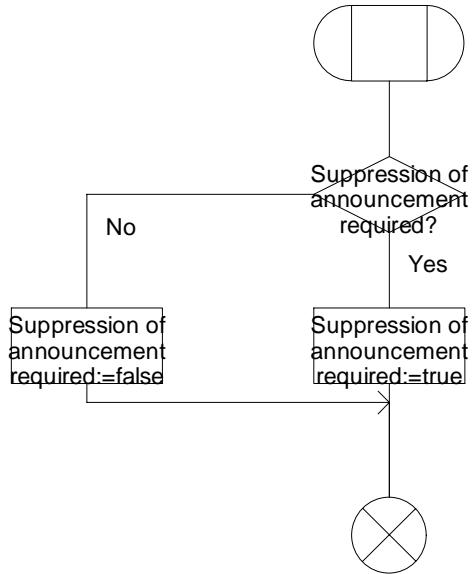 Suppression of
announcement
required?
No
Yes
Suppression of
announcement
required:=false
Suppression of
announcement
required:=true